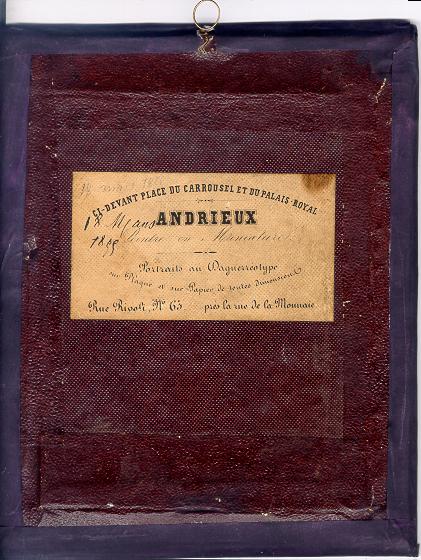 CI-DEVANT PLACE DU CARROUSEL ET DU PALAIS-ROYAL
ANDRIEUX
Peintre en Miniature
Portraits au Daguerréotype
sur Plaque et sur Papier de toutes dimensions
Rue Rivoli, No 65 près la rue de la Monnaie